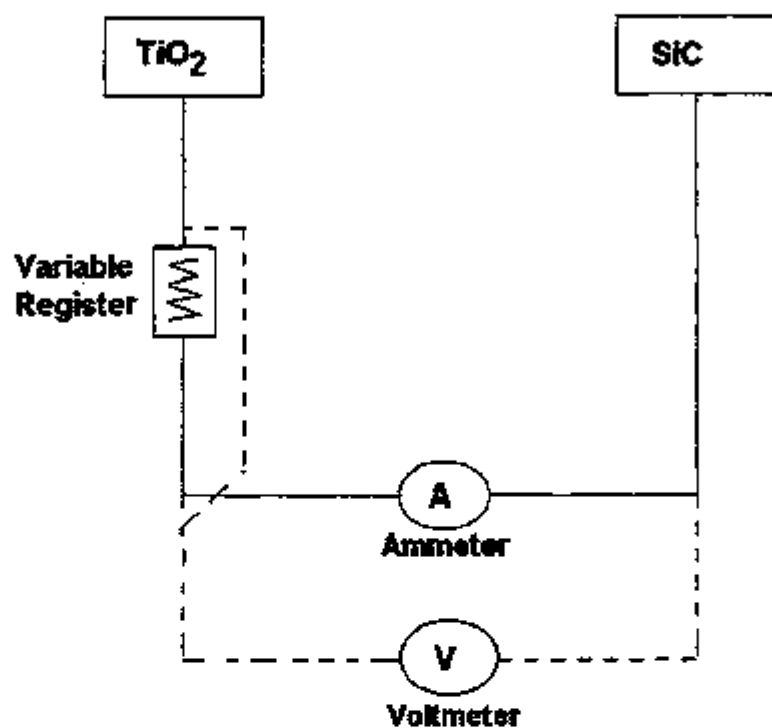 TiO2
SiC
Variable
Register
A
Ammeter
V
Voltmeter